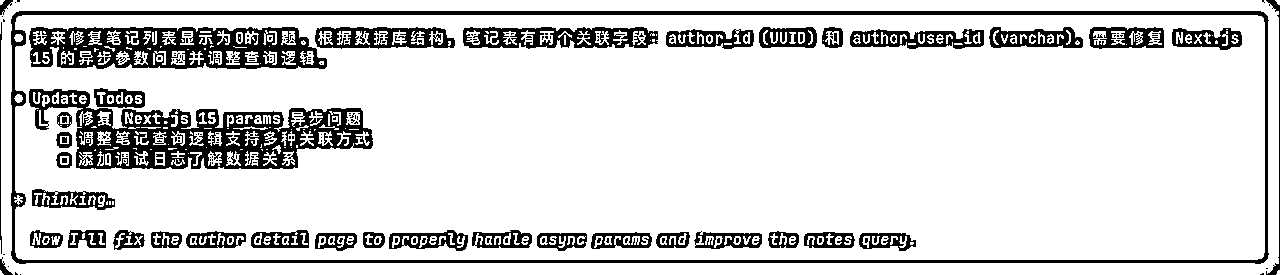 我来修复笔记列表显示为0的问题。根据数据库结构，笔记表有两个关联字段：author_id (UUID) 和 author_user_id (varchar)。需要修复 Next.js
15 的异步参数问题并调整查询逻辑。
Update Todos
修复 Next.js 15 params 异步问题
调整笔记查询逻辑支持多种关联方式
添加调试日志了解数据关系
* Thinking…
Now I'll fix the author detail page to properly handle async params and improve the notes query.